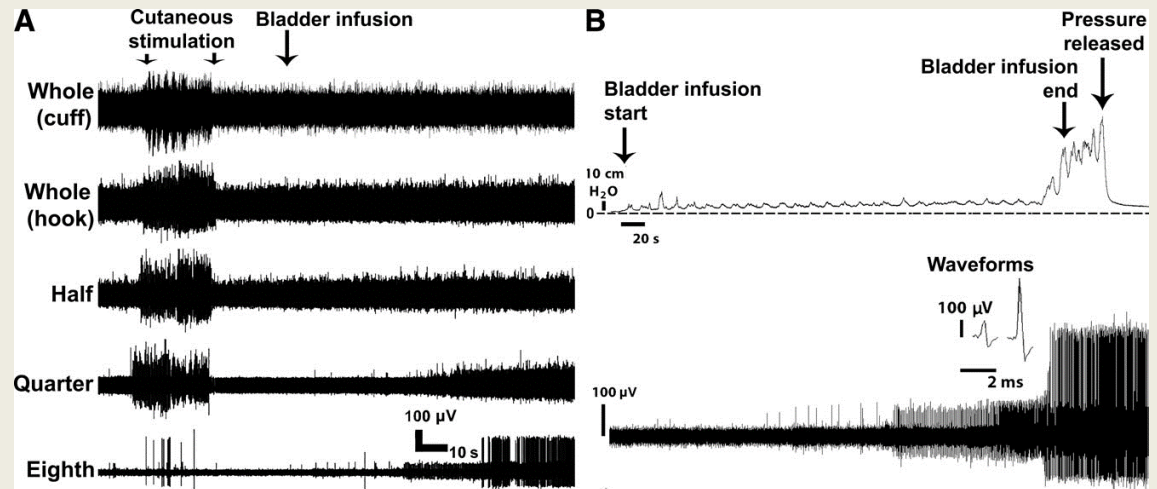 A
Cutaneous
stimulation
Bladder infusion
Whole
(cuff)
Whole
(hook)
Half
Quarter
100 µV
10 s
Eighth
B
Pressure
released
Bladder infusion
end
Bladder infusion
start
10 cm
H₂O
0
20 s
Waveforms
100 µV
2 ms
100 µV